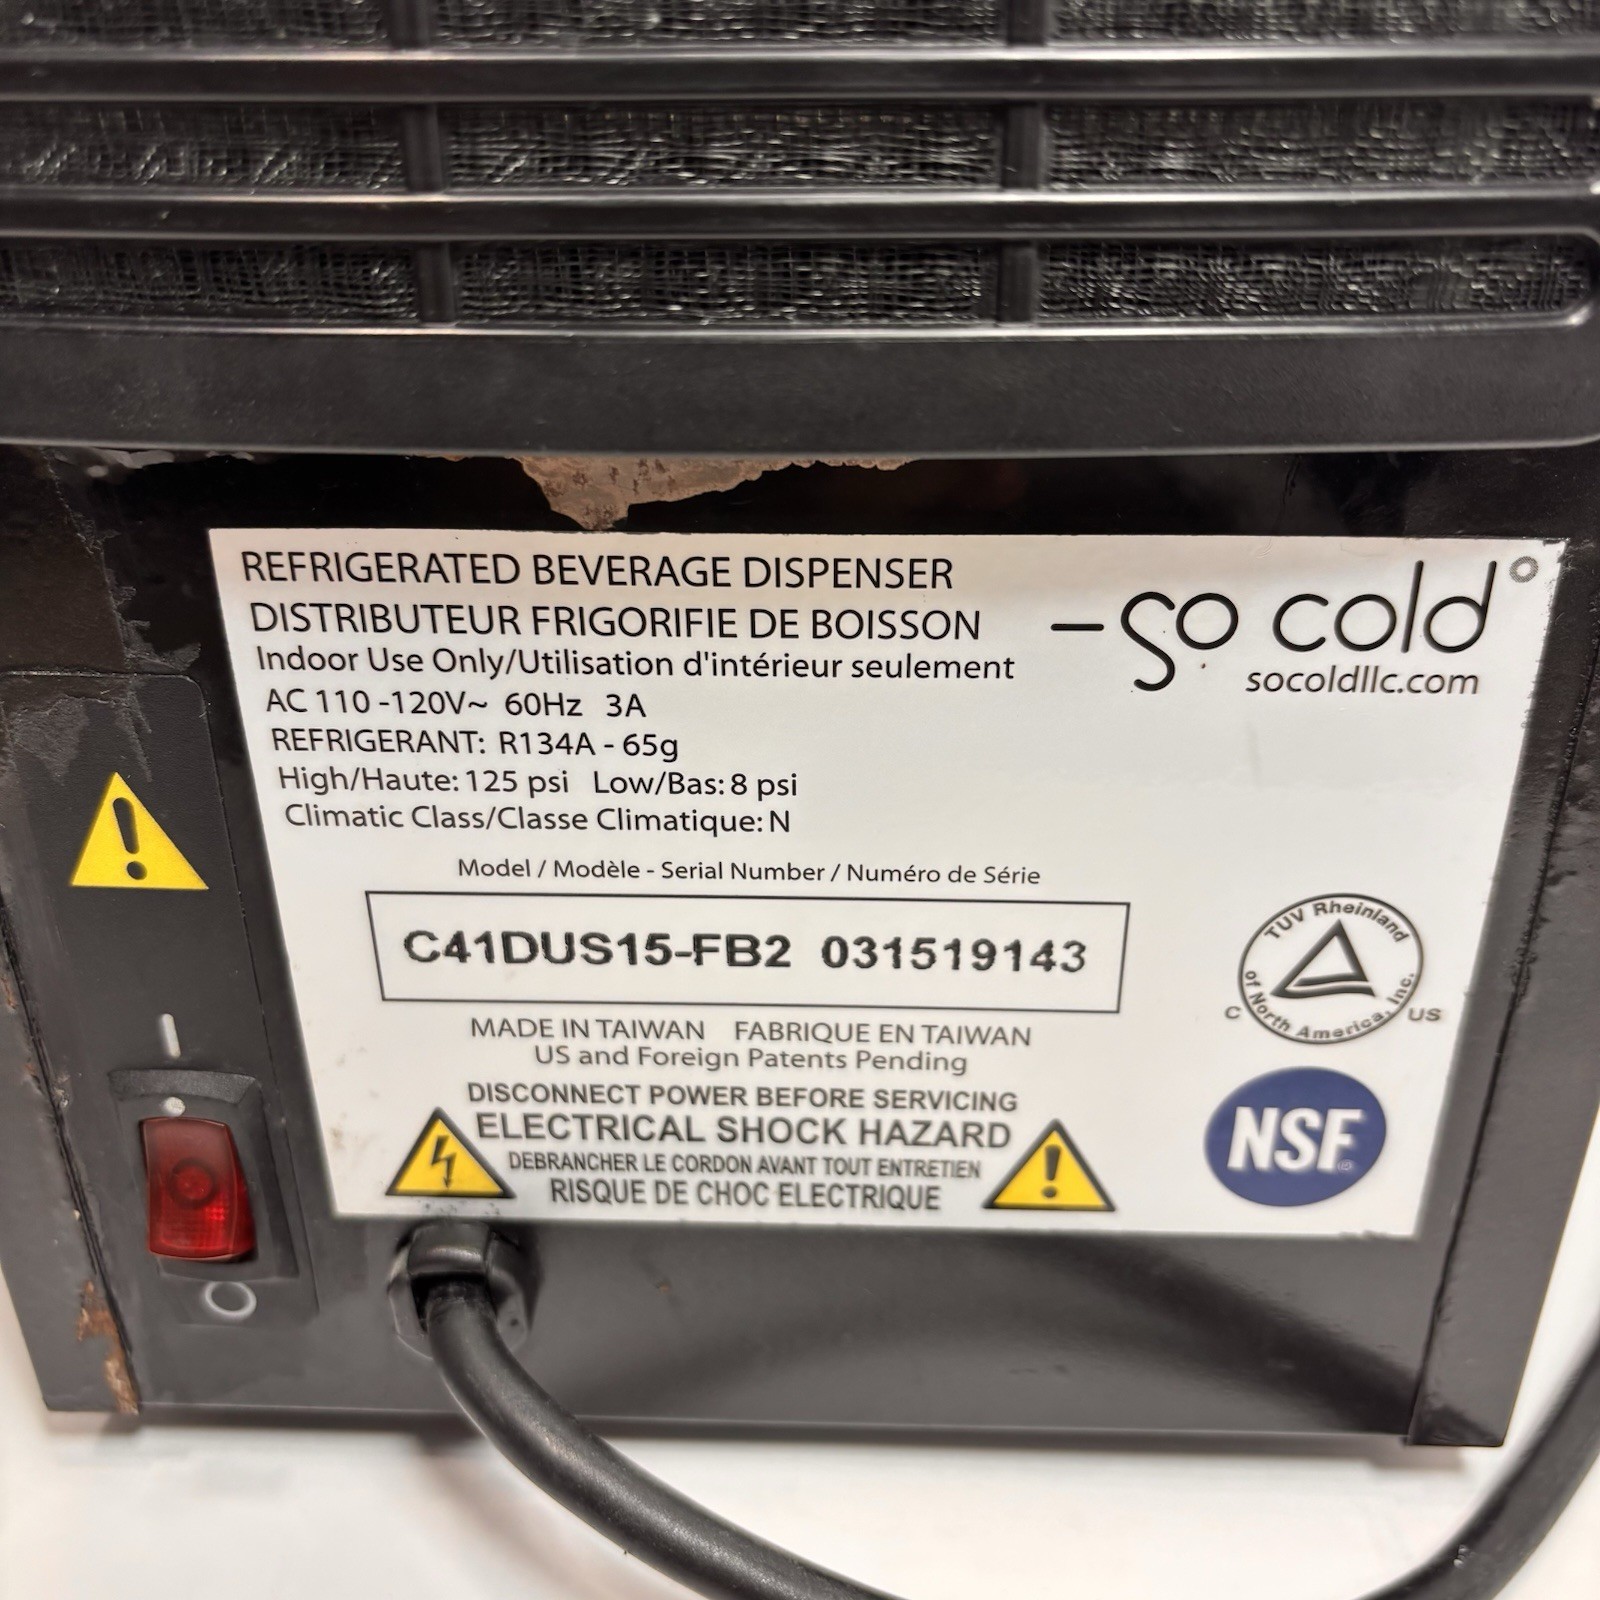 REFRIGERATED BEVERAGE DISPENSER
DISTRIBUTEUR FRIGORIFIE DE BOISSON
Indoor Use Only/Utilisation d'intérieur seulement
AC 110 -120V~ 60Hz 3A
REFRIGERANT: R134A - 65g
High/Haute: 125 psi Low/Bas: 8 psi
Climatic Class/Classe Climatique: N
–so cold°
socoldllc.com
Model / Modèle - Serial Number / Numéro de Série
C41DUS15-FB2 031519143
MADE IN TAIWAN FABRIQUE EN TAIWAN
US and Foreign Patents Pending
DISCONNECT POWER BEFORE SERVICING
ELECTRICAL SHOCK HAZARD
DEBRANCHER LE CORDON AVANT TOUT ENTRETIEN
RISQUE DE CHOC ELECTRIQUE
TUV Rheinland
of North America, Inc.
C US
NSF®